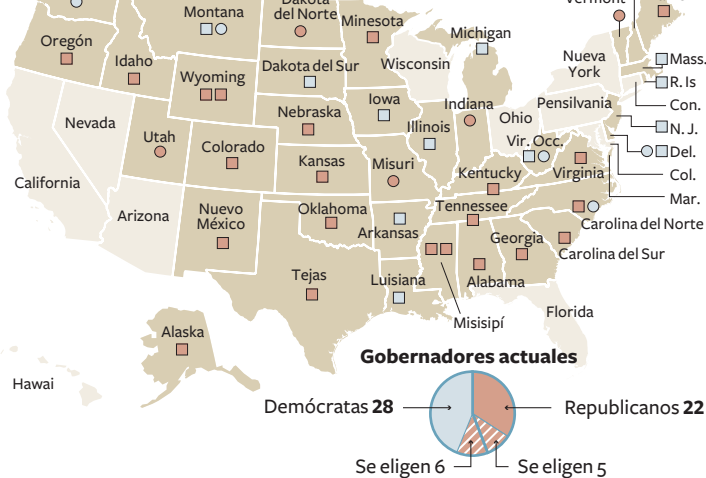 Vermont
Montana
Dakota
del Norte
Minesota
Michigan
Oregón
Idaho
Wyoming
Dakota del Sur
Wisconsin
Nueva
York
Mass.
R. Is
Con.
Nevada
Nebraska
Iowa
Illinois
Indiana
Ohio
Pensilvania
N. J.
Utah
Colorado
Kansas
Misuri
Vir. Occ.
Del.
Kentucky
Virginia
Col.
California
Mar.
Arizona
Nuevo
México
Oklahoma
Arkansas
Tennessee
Carolina del Norte
Georgia
Carolina del Sur
Tejas
Luisiana
Alabama
Misisipí
Florida
Alaska
Hawai
Gobernadores actuales
Demócratas 28
Republicanos 22
Se eligen 6
Se eligen 5